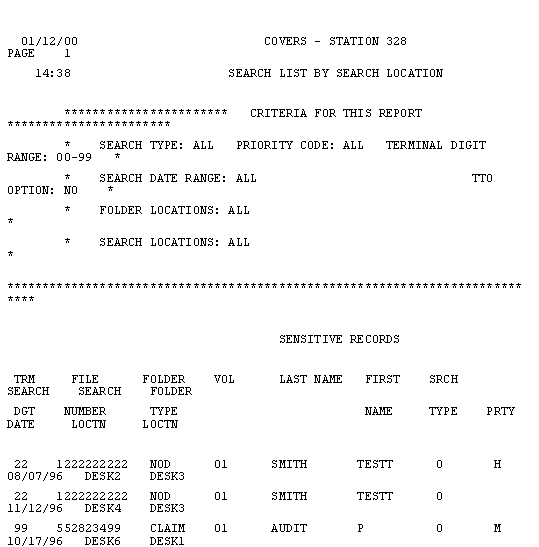 01/12/00 COVERS - STATION 328
PAGE 1
14:38 SEARCH LIST BY SEARCH LOCATION
*********************** CRITERIA FOR THIS REPORT
***********************
* SEARCH TYPE: ALL PRIORITY CODE: ALL TERMINAL DIGIT
RANGE: 00-99 *
* SEARCH DATE RANGE: ALL TTO
OPTION: NO *
* FOLDER LOCATIONS: ALL
*
* SEARCH LOCATIONS: ALL
*
************************************************************************
****
SENSITIVE RECORDS
TRM FILE FOLDER VOL LAST NAME FIRST SRCH
SEARCH SEARCH FOLDER
DGT NUMBER TYPE NAME TYPE PRTY
DATE LOCTN LOCTN
22 1222222222 NOD 01 SMITH TESTT 0 H
08/07/96 DESK2 DESK3
22 1222222222 NOD 01 SMITH TESTT 0
11/12/96 DESK4 DESK3
99 552823499 CLAIM 01 AUDIT P 0 M
10/17/96 DESK6 DESK1